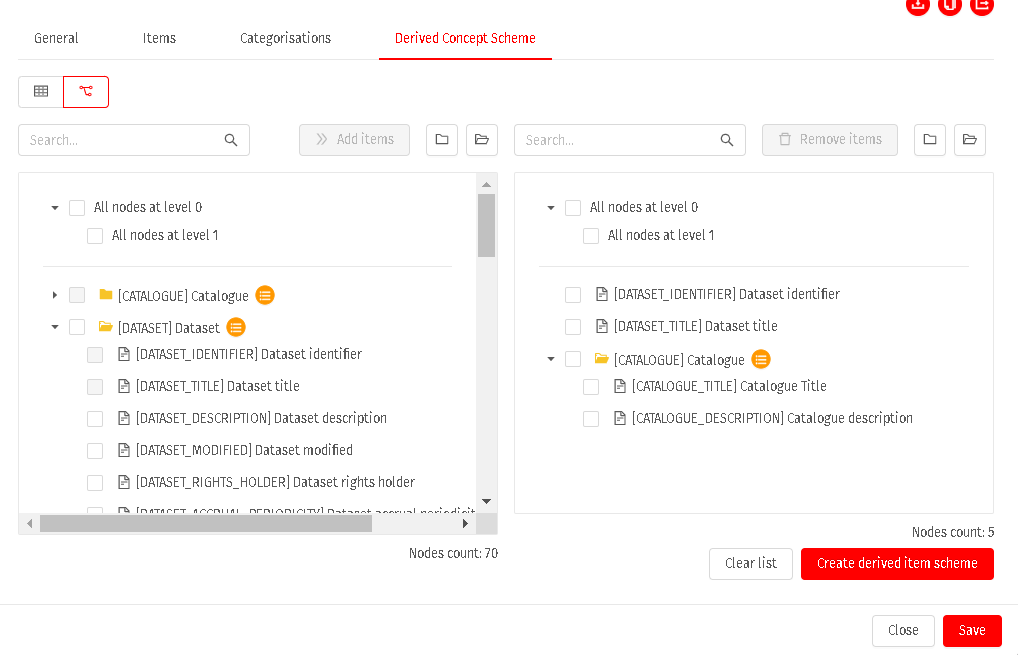 General Items Categorisations Derived Concept Scheme
Search... Add items Search... Remove items
All nodes at level 0
All nodes at level 1
[CATALOGUE] Catalogue
[DATASET] Dataset
[DATASET_IDENTIFIER] Dataset identifier
[DATASET_TITLE] Dataset title
[DATASET_DESCRIPTION] Dataset description
[DATASET_MODIFIED] Dataset modified
[DATASET_RIGHTS_HOLDER] Dataset rights holder
[DATASET_ACCRUAL_PERIODICITY] Dataset accrual periodicit
Nodes count: 70
All nodes at level 0
All nodes at level 1
[DATASET_IDENTIFIER] Dataset identifier
[DATASET_TITLE] Dataset title
[CATALOGUE] Catalogue
[CATALOGUE_TITLE] Catalogue Title
[CATALOGUE_DESCRIPTION] Catalogue description
Nodes count: 5
Clear list Create derived item scheme
Close Save